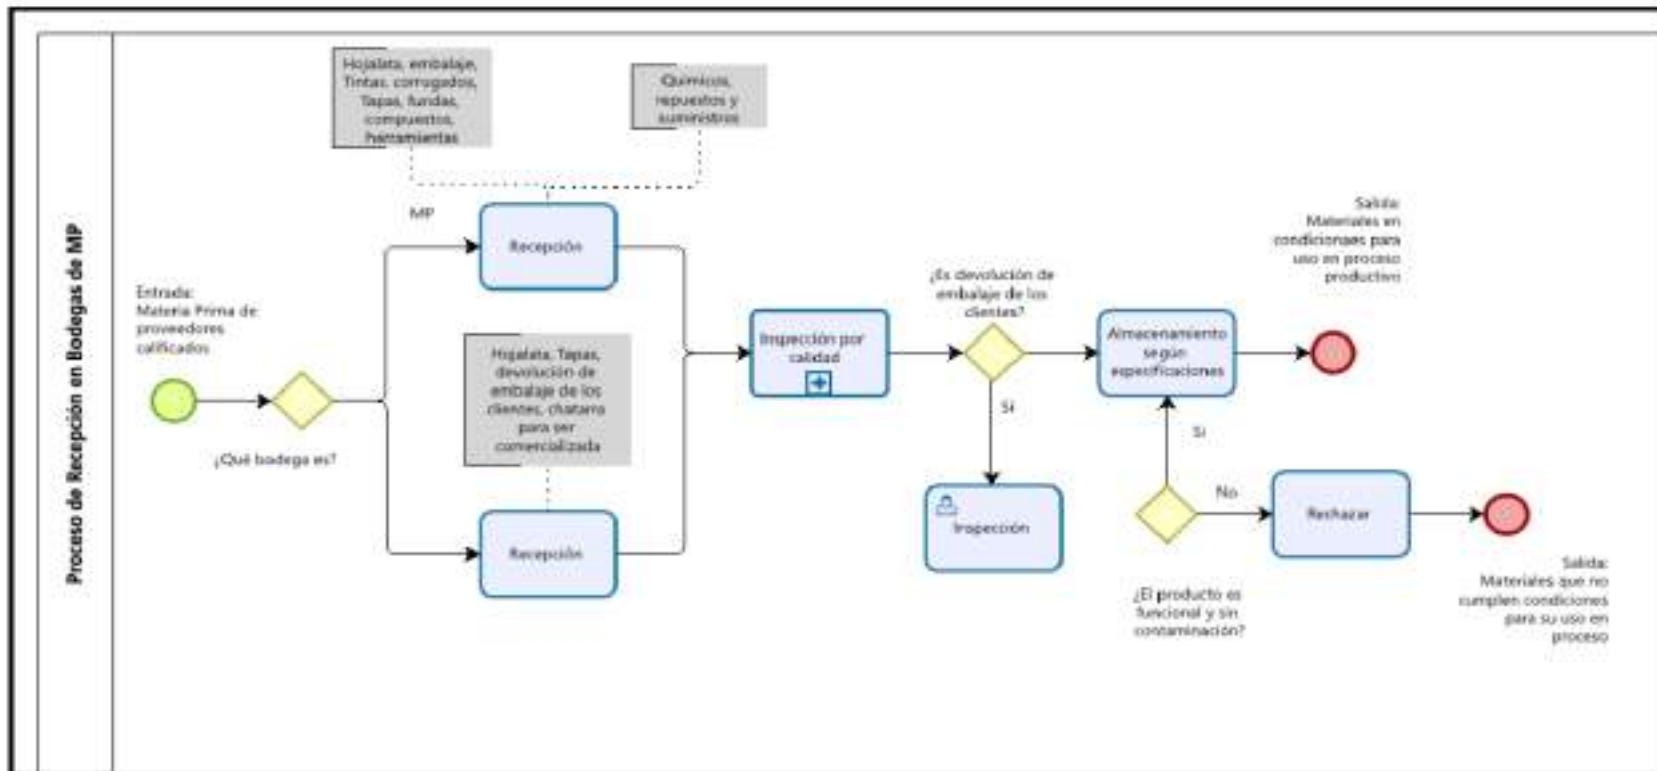 Proceso de Recepción en Bodegas de MP
Hojalata, embalaje,
Tintas, corrugados,
Tapas, fundas,
compuestos,
herramientas
Químicos,
repuestos y
suministros
MP
Recepción
Entrada:
Materia Prima de
proveedores
calificados
¿Qué bodega es?
Hojalata, Tapas,
devolución de
embalaje de los
clientes, chatarra
para ser
comercializada
Recepción
Inspección por
calidad
¿Es devolución de
embalaje de los
clientes?
Si
Inspección
Almacenamiento
según
especificaciones
Salida:
Materiales en
condicionaes para
uso en proceso
productivo
Si
No
¿El producto es
funcional y sin
contaminación?
Rechazar
Salida:
Materiales que no
cumplen condiciones
para su uso en
proceso